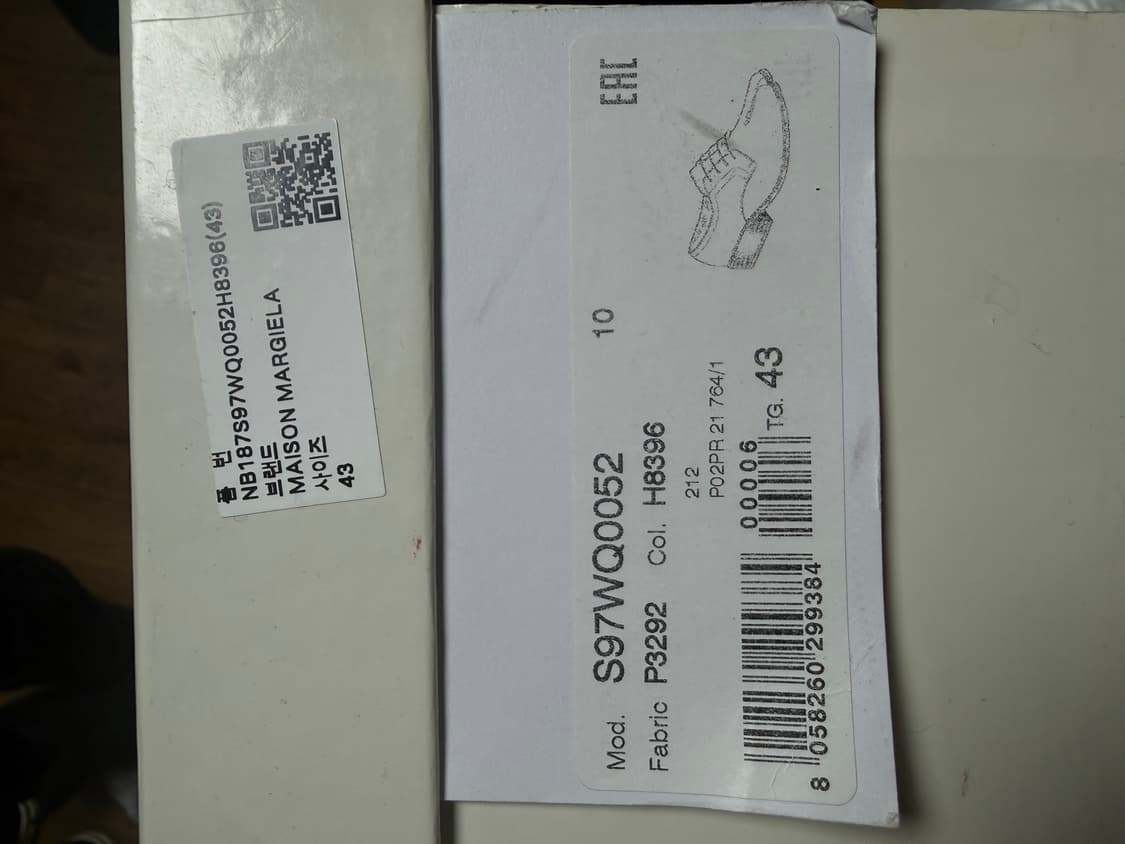 품 번
NB187S97WQ0052H8396(43)
브랜드
MAISON MARGIELA
사이즈
43
EAC
Mod. S97WQ0052 10
Fabric P3292 Col. H8396
212
P02PR 21 764/1
00006 TG. 43
8 058260 299384